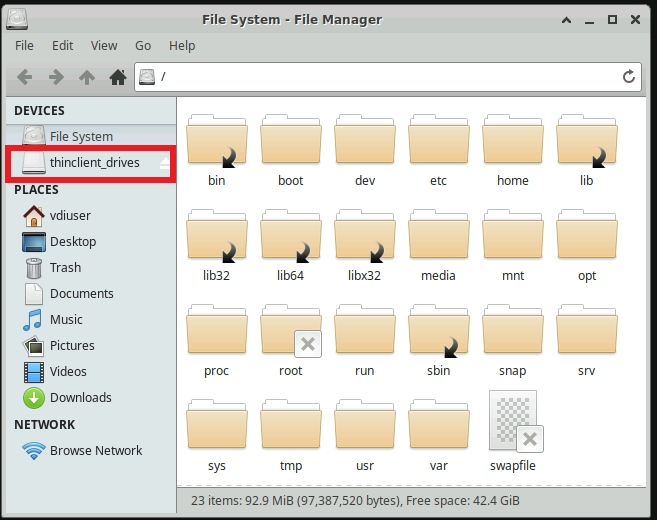 File System - File Manager
File Edit View Go Help
/
DEVICES
File System
thinclient_drives
PLACES
vdiuser
Desktop
Trash
Documents
Music
Pictures
Videos
Downloads
NETWORK
Browse Network
bin boot dev etc home lib
lib32 lib64 libx32 media mnt opt
proc root run sbin snap srv
sys tmp usr var swapfile
23 items: 92.9 MiB (97,387,520 bytes), Free space: 42.4 GiB